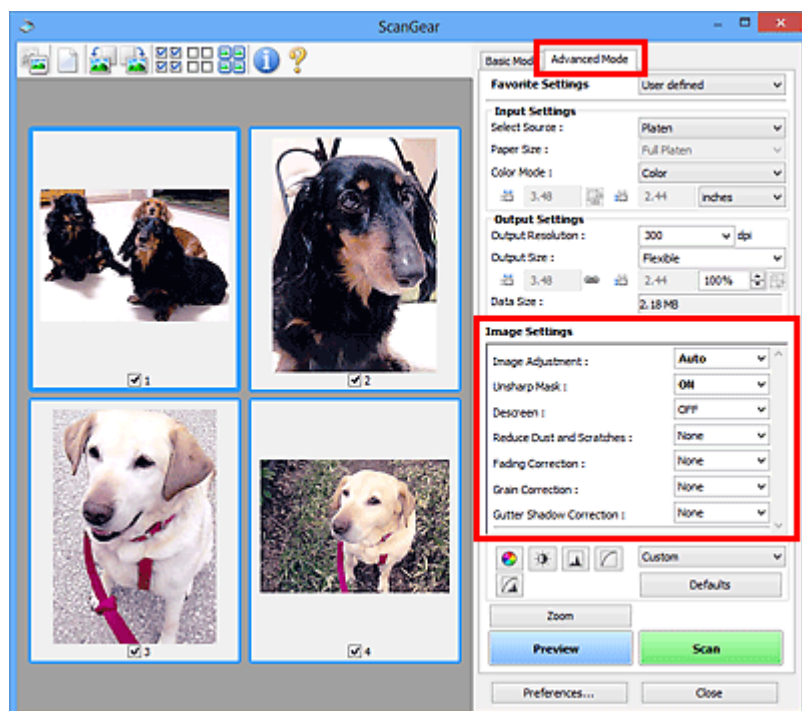 ScanGear
Basic Mode Advanced Mode
Favorite Settings User defined
Input Settings
Select Source : Platen
Paper Size : Full Platen
Color Mode : Color
3.48 2.44 inches
Output Settings
Output Resolution : 300 dpi
Output Size : Flexible
3.48 2.44 100%
Data Size : 2.18 MB
Image Settings
Image Adjustment : Auto
Unsharp Mask : ON
Descreen : OFF
Reduce Dust and Scratches : None
Fading Correction : None
Grain Correction : None
Gutter Shadow Correction : None
Custom
Defaults
Zoom
Preview Scan
Preferences... Close
1
2
3
4